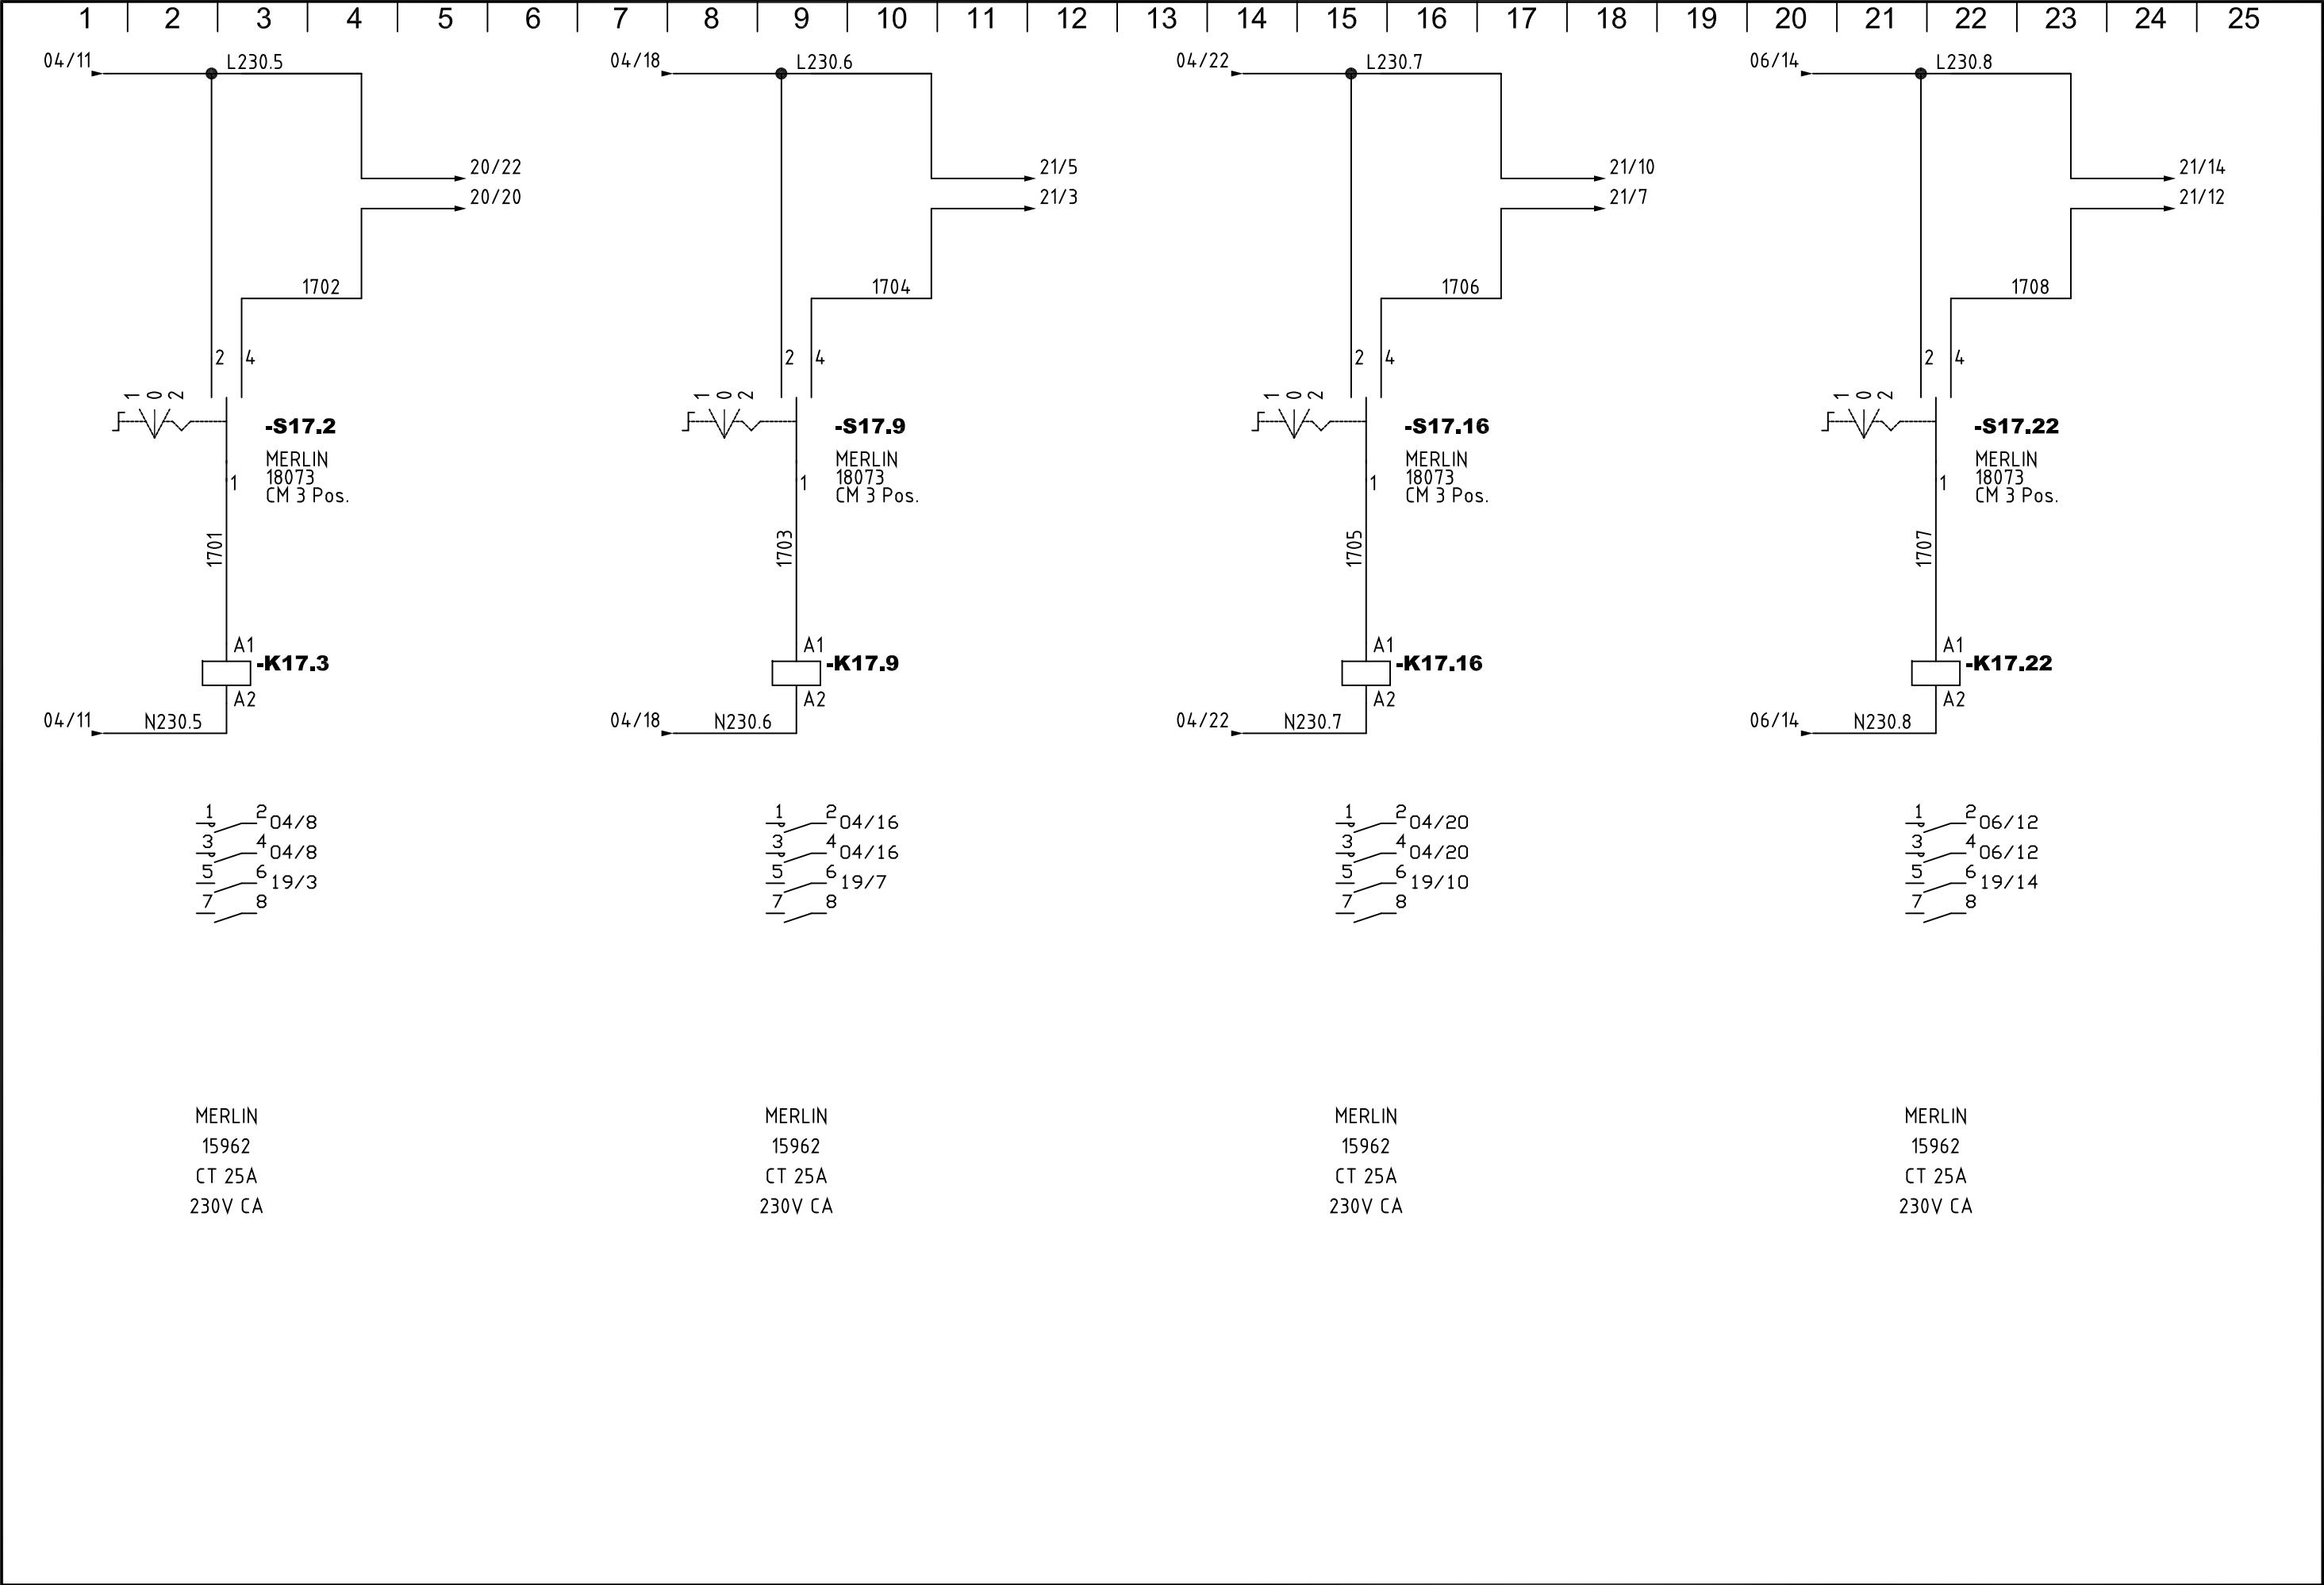 1 2 3 4 5 6 7 8 9 10 11 12 13 14 15 16 17 18 19 20 21 22 23 24 25
04/11 L230.5 04/18 L230.6 04/22 L230.7 06/14 L230.8
20/22 21/5 21/10 21/14
20/20 21/3 21/7 21/12
1702 1704 1706 1708
2 4 2 4 2 4 2 4
1 0 2 1 0 2 1 0 2 1 0 2
-S17.2 -S17.9 -S17.16 -S17.22
MERLIN MERLIN MERLIN MERLIN
18073 18073 18073 18073
1 1 1 1
CM 3 Pos. CM 3 Pos. CM 3 Pos. CM 3 Pos.
1701 1703 1705 1707
A1 A1 A1 A1
-K17.3 -K17.9 -K17.16 -K17.22
A2 A2 A2 A2
04/11 N230.5 04/18 N230.6 04/22 N230.7 06/14 N230.8
1 2 04/8 1 2 04/16 1 2 04/20 1 2 06/12
3 4 04/8 3 4 04/16 3 4 04/20 3 4 06/12
5 6 19/3 5 6 19/7 5 6 19/10 5 6 19/14
7 8 7 8 7 8 7 8
MERLIN MERLIN MERLIN MERLIN
15962 15962 15962 15962
CT 25A CT 25A CT 25A CT 25A
230V CA 230V CA 230V CA 230V CA